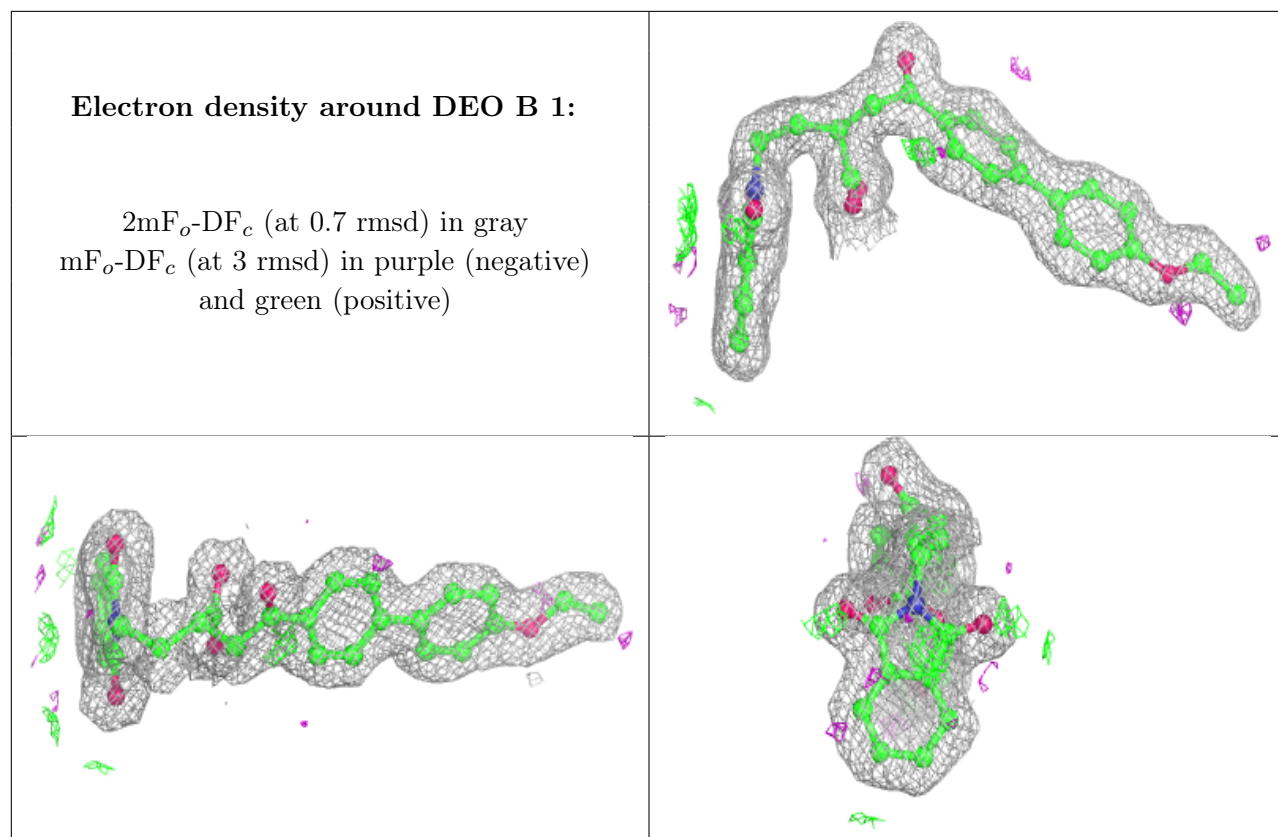 Electron density around DEO B 1:
2mFo-DFc (at 0.7 rmsd) in gray
mFo-DFc (at 3 rmsd) in purple (negative)
and green (positive)